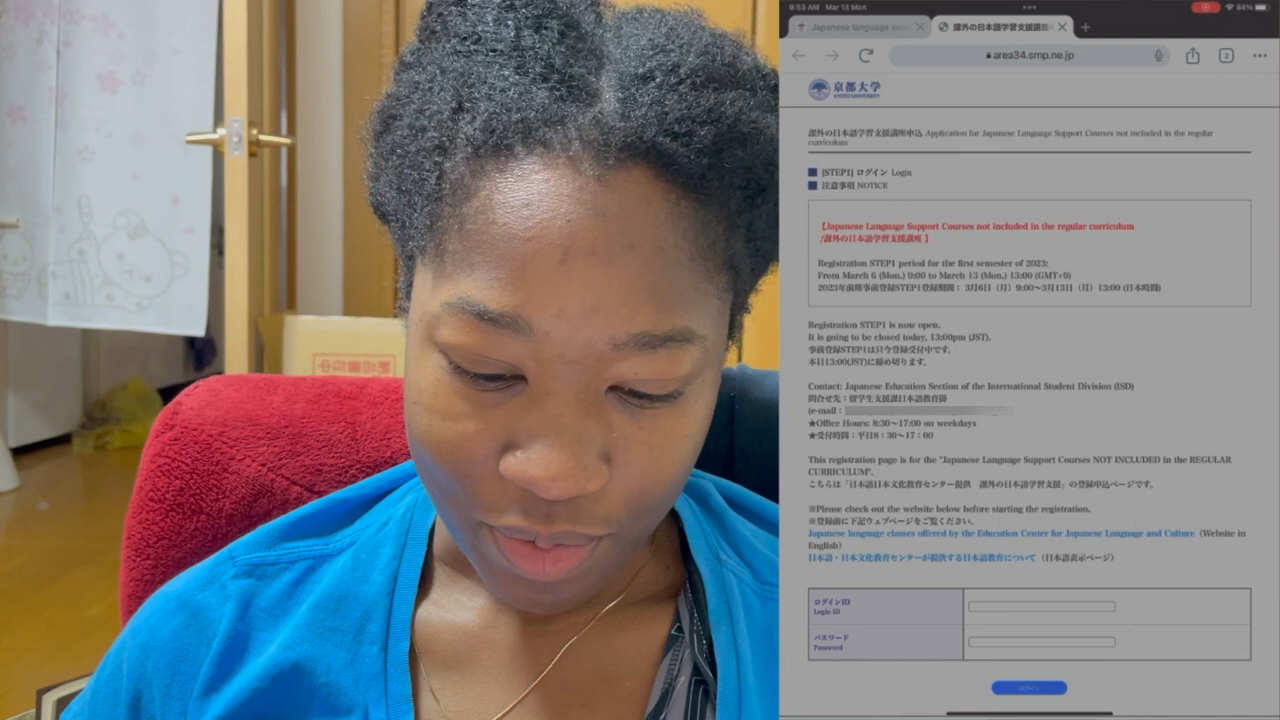 9:53 AM Mar 13 Mon
84%
Japanese language sup
課外の日本語学習支援講座
area34.smp.ne.jp
2
京都大学
KYOTO UNIVERSITY
課外の日本語学習支援講座申込 Application for Japanese Language Support Courses not included in the regular
curriculum
[STEP1] ログイン Login
注意事項 NOTICE
【Japanese Language Support Courses not included in the regular curriculum
/課外の日本語学習支援講座 】
Registration STEP1 period for the first semester of 2023:
From March 6 (Mon.) 9:00 to March 13 (Mon.) 13:00 (GMT+9)
2023年前期事前登録STEP1登録期間： 3月6日（月）9:00～3月13日（月）13:00 (日本時間)
Registration STEP1 is now open.
It is going to be closed today, 13:00pm (JST).
事前登録STEP1は只今登録受付中です。
本日13:00(JST)に締め切ります。
Contact: Japanese Education Section of the International Student Division (ISD)
問合せ先：留学生支援課日本語教育掛
(e-mail：
★Office Hours: 8:30～17:00 on weekdays
★受付時間：平日8：30～17：00
This registration page is for the "Japanese Language Support Courses NOT INCLUDED in the REGULAR
CURRICULUM".
こちらは「日本語日本文化教育センター提供　課外の日本語学習支援」の登録申込ページです。
※Please check out the website below before starting the registration.
※登録前に下記ウェブページをご覧ください。
Japanese language classes offered by the Education Center for Japanese Language and Culture (Website in
English)
日本語・日本文化教育センターが提供する日本語教育について （日本語表示ページ）
ログインID
Login ID
パスワード
Password
ログイン